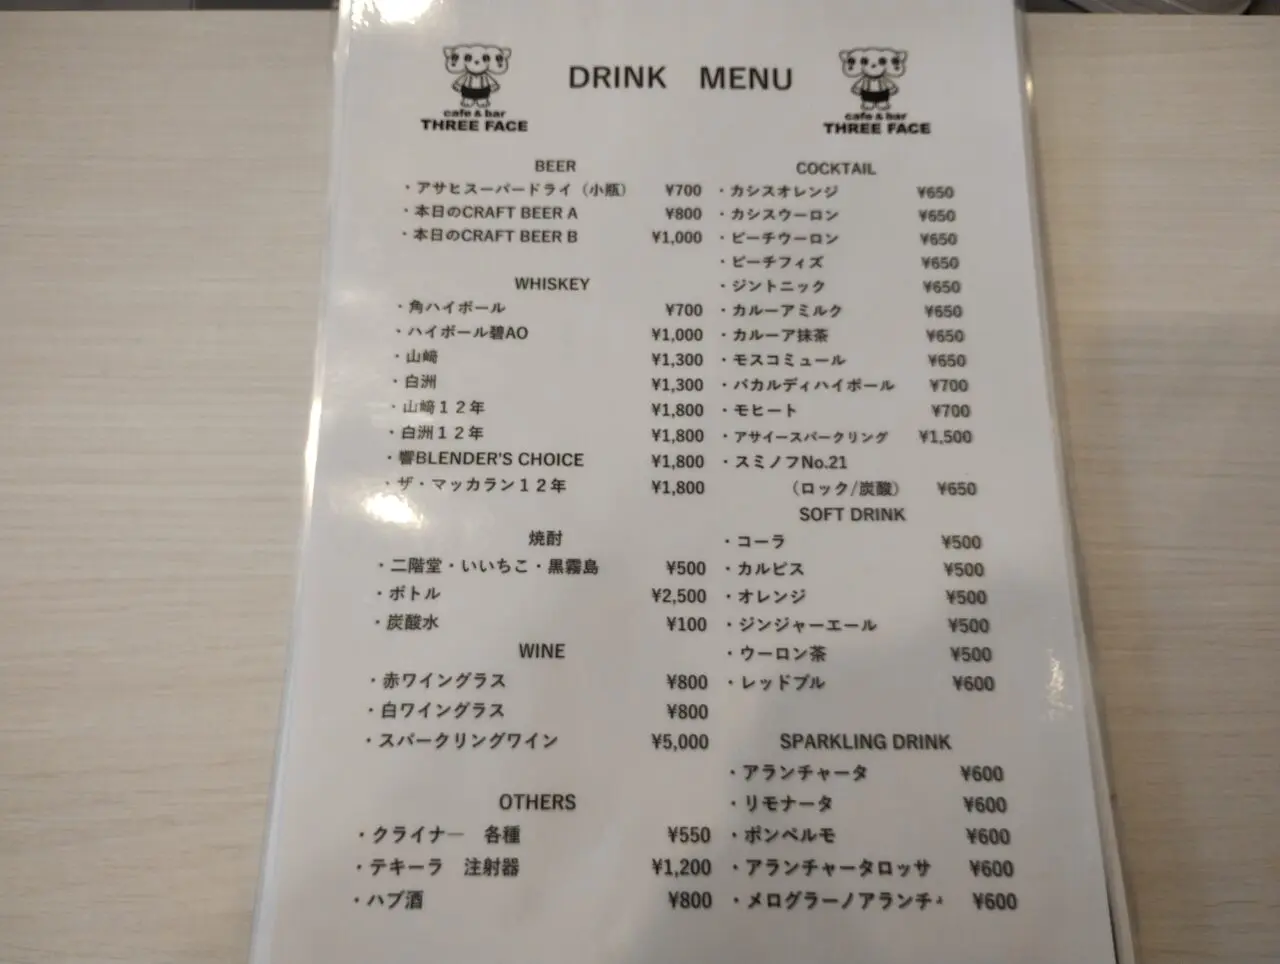 DRINK MENU
cafe & bar
THREE FACE
cafe & bar
THREE FACE
BEER
・アサヒスーパードライ（小瓶） ¥700
・本日のCRAFT BEER A ¥800
・本日のCRAFT BEER B ¥1,000
WHISKEY
・角ハイボール ¥700
・ハイボール碧AO ¥1,000
・山﨑 ¥1,300
・白洲 ¥1,300
・山﨑１２年 ¥1,800
・白洲１２年 ¥1,800
・響BLENDER'S CHOICE ¥1,800
・ザ・マッカラン１２年 ¥1,800
焼酎
・二階堂・いいちこ・黒霧島 ¥500
・ボトル ¥2,500
・炭酸水 ¥100
WINE
・赤ワイングラス ¥800
・白ワイングラス ¥800
・スパークリングワイン ¥5,000
OTHERS
・クライナー 各種 ¥550
・テキーラ 注射器 ¥1,200
・ハブ酒 ¥800
COCKTAIL
・カシスオレンジ ¥650
・カシスウーロン ¥650
・ピーチウーロン ¥650
・ピーチフィズ ¥650
・ジントニック ¥650
・カルーアミルク ¥650
・カルーア抹茶 ¥650
・モスコミュール ¥650
・バカルディハイボール ¥700
・モヒート ¥700
・アサイースパークリング ¥1,500
・スミノフNo.21
（ロック/炭酸） ¥650
SOFT DRINK
・コーラ ¥500
・カルピス ¥500
・オレンジ ¥500
・ジンジャーエール ¥500
・ウーロン茶 ¥500
・レッドブル ¥600
SPARKLING DRINK
・アランチャータ ¥600
・リモナータ ¥600
・ポンペルモ ¥600
・アランチャータロッサ ¥600
・メログラーノアランチ ¥600